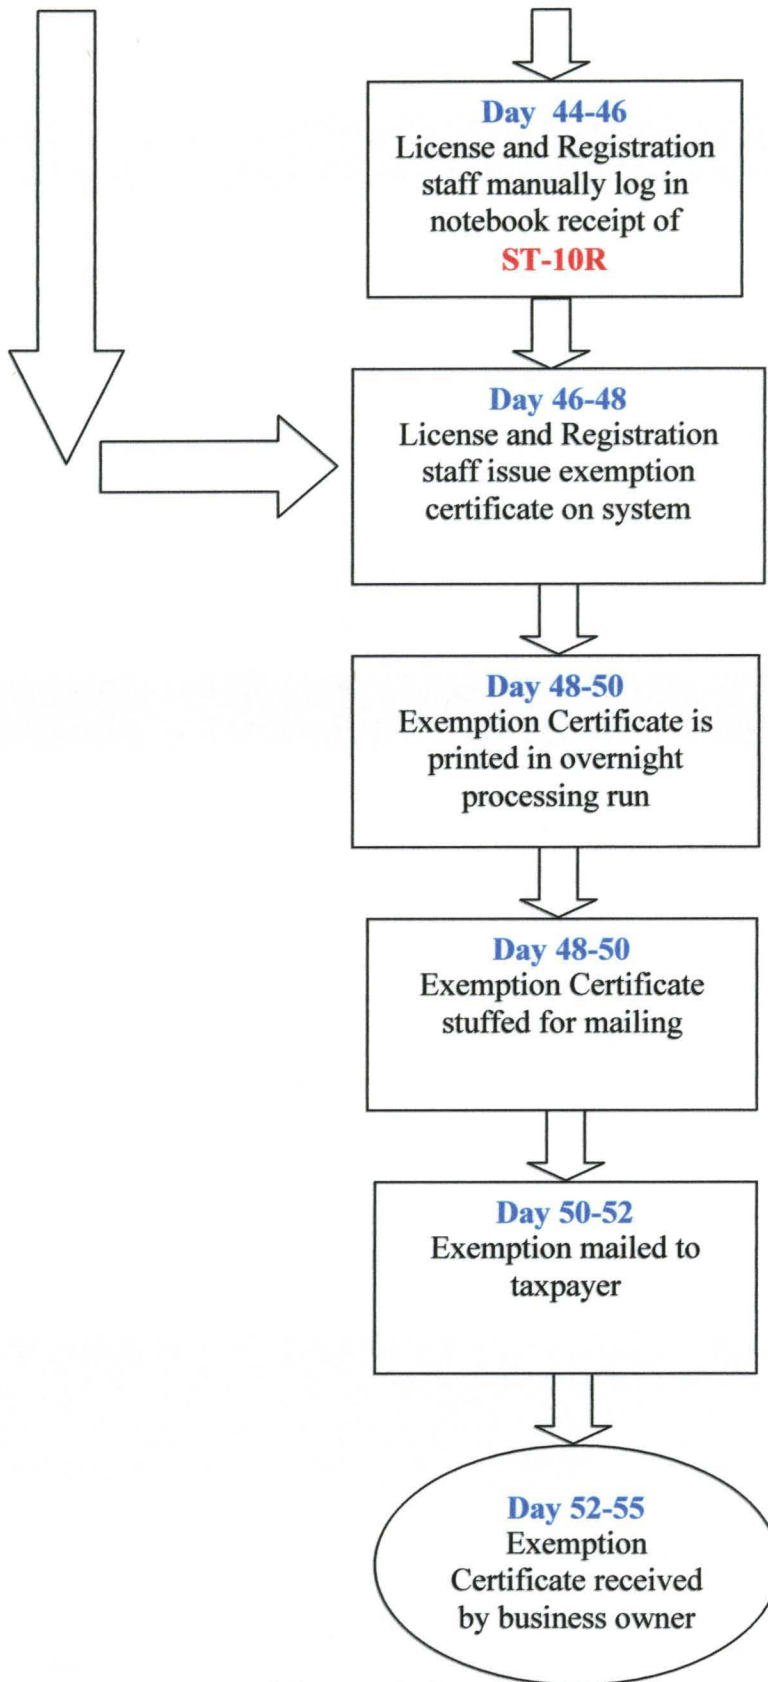 Day 44-46
License and Registration
staff manually log in
notebook receipt of
ST-10R
Day 46-48
License and Registration
staff issue exemption
certificate on system
Day 48-50
Exemption Certificate is
printed in overnight
processing run
Day 48-50
Exemption Certificate
stuffed for mailing
Day 50-52
Exemption mailed to
taxpayer
Day 52-55
Exemption
Certificate received
by business owner